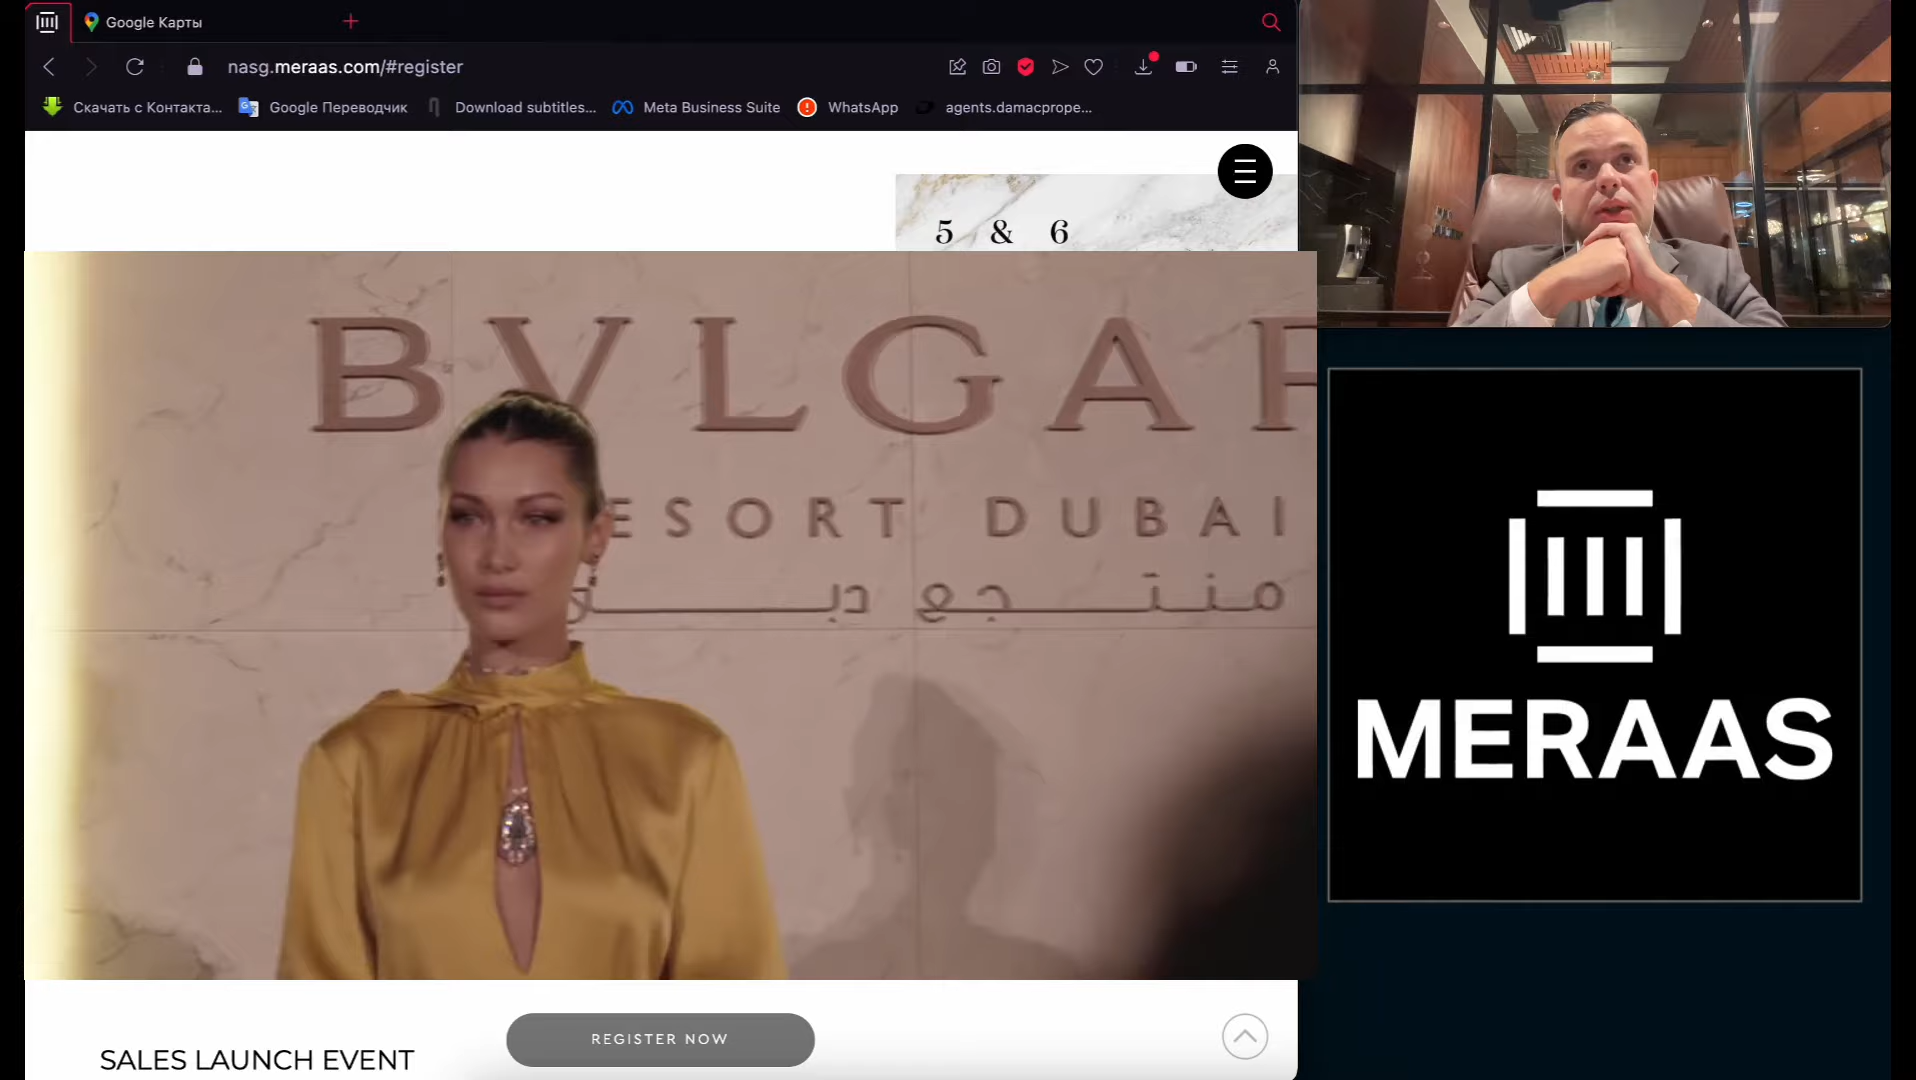 Google Карты
nasg.meraas.com/#register
Скачать с Контакта...
Google Переводчик
Download subtitles...
Meta Business Suite
WhatsApp
agents.damacprope...
5 & 6
BVLGAR
ESORT DUBAI
منتجع دبـ
MERAAS
REGISTER NOW
SALES LAUNCH EVENT